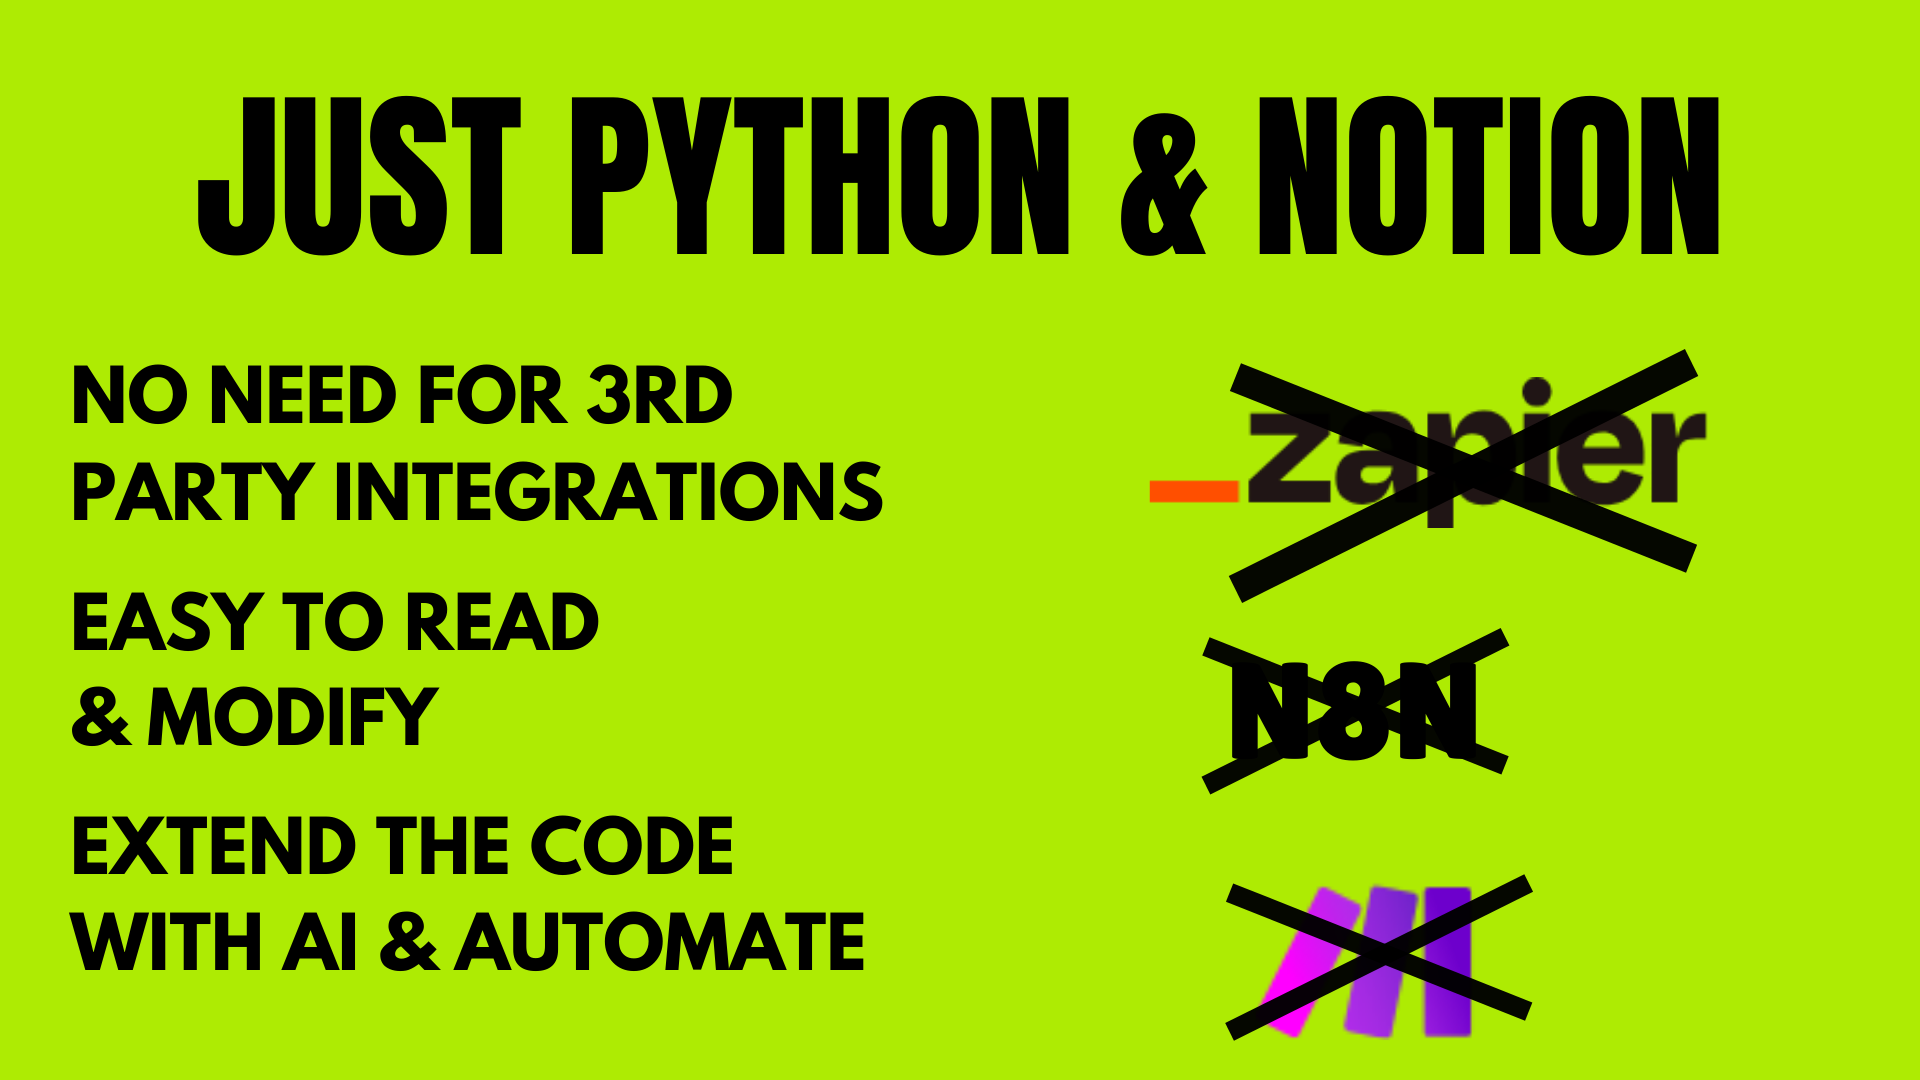 JUST PYTHON & NOTION
NO NEED FOR 3RD
PARTY INTEGRATIONS
EASY TO READ
& MODIFY
EXTEND THE CODE
WITH AI & AUTOMATE
_zapier
N8N